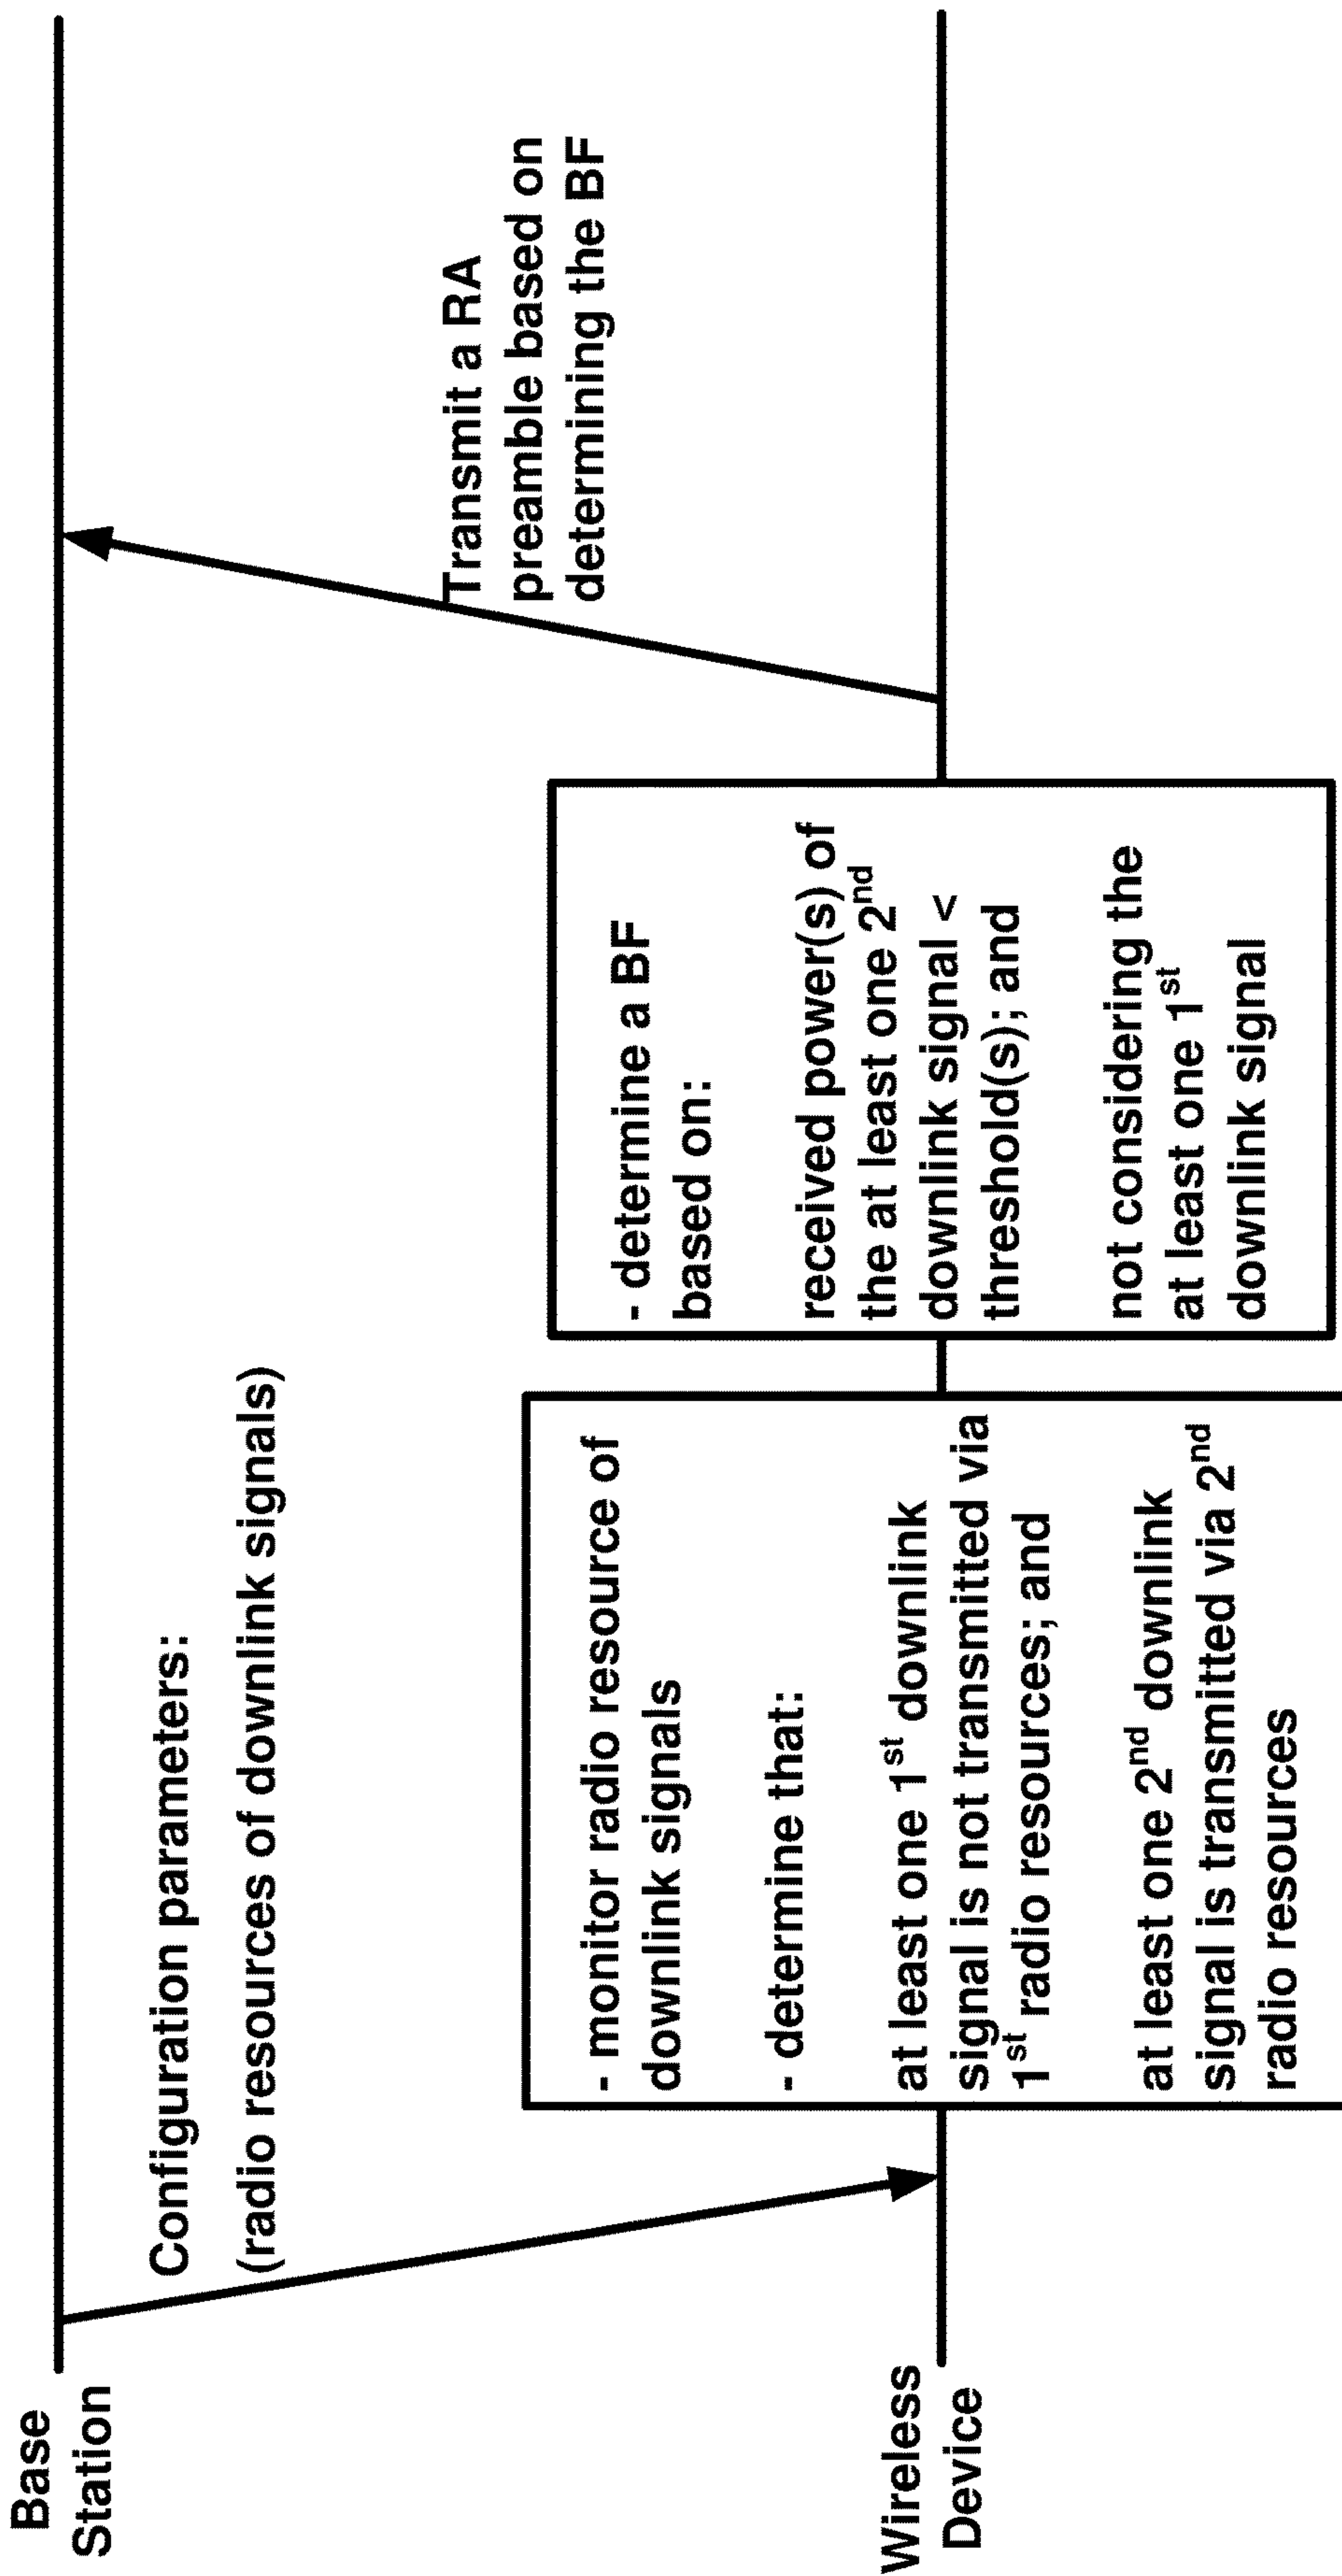 Base
Station
Configuration parameters:
(radio resources of downlink signals)
Transmit a RA
preamble based on
determining the BF
Wireless
Device
- monitor radio resource of
downlink signals
- determine that:
at least one 1st downlink
signal is not transmitted via
1st radio resources; and
at least one 2nd downlink
signal is transmitted via 2nd
radio resources
- determine a BF
based on:
received power(s) of
the at least one 2nd
downlink signal <
threshold(s); and
not considering the
at least one 1st
downlink signal